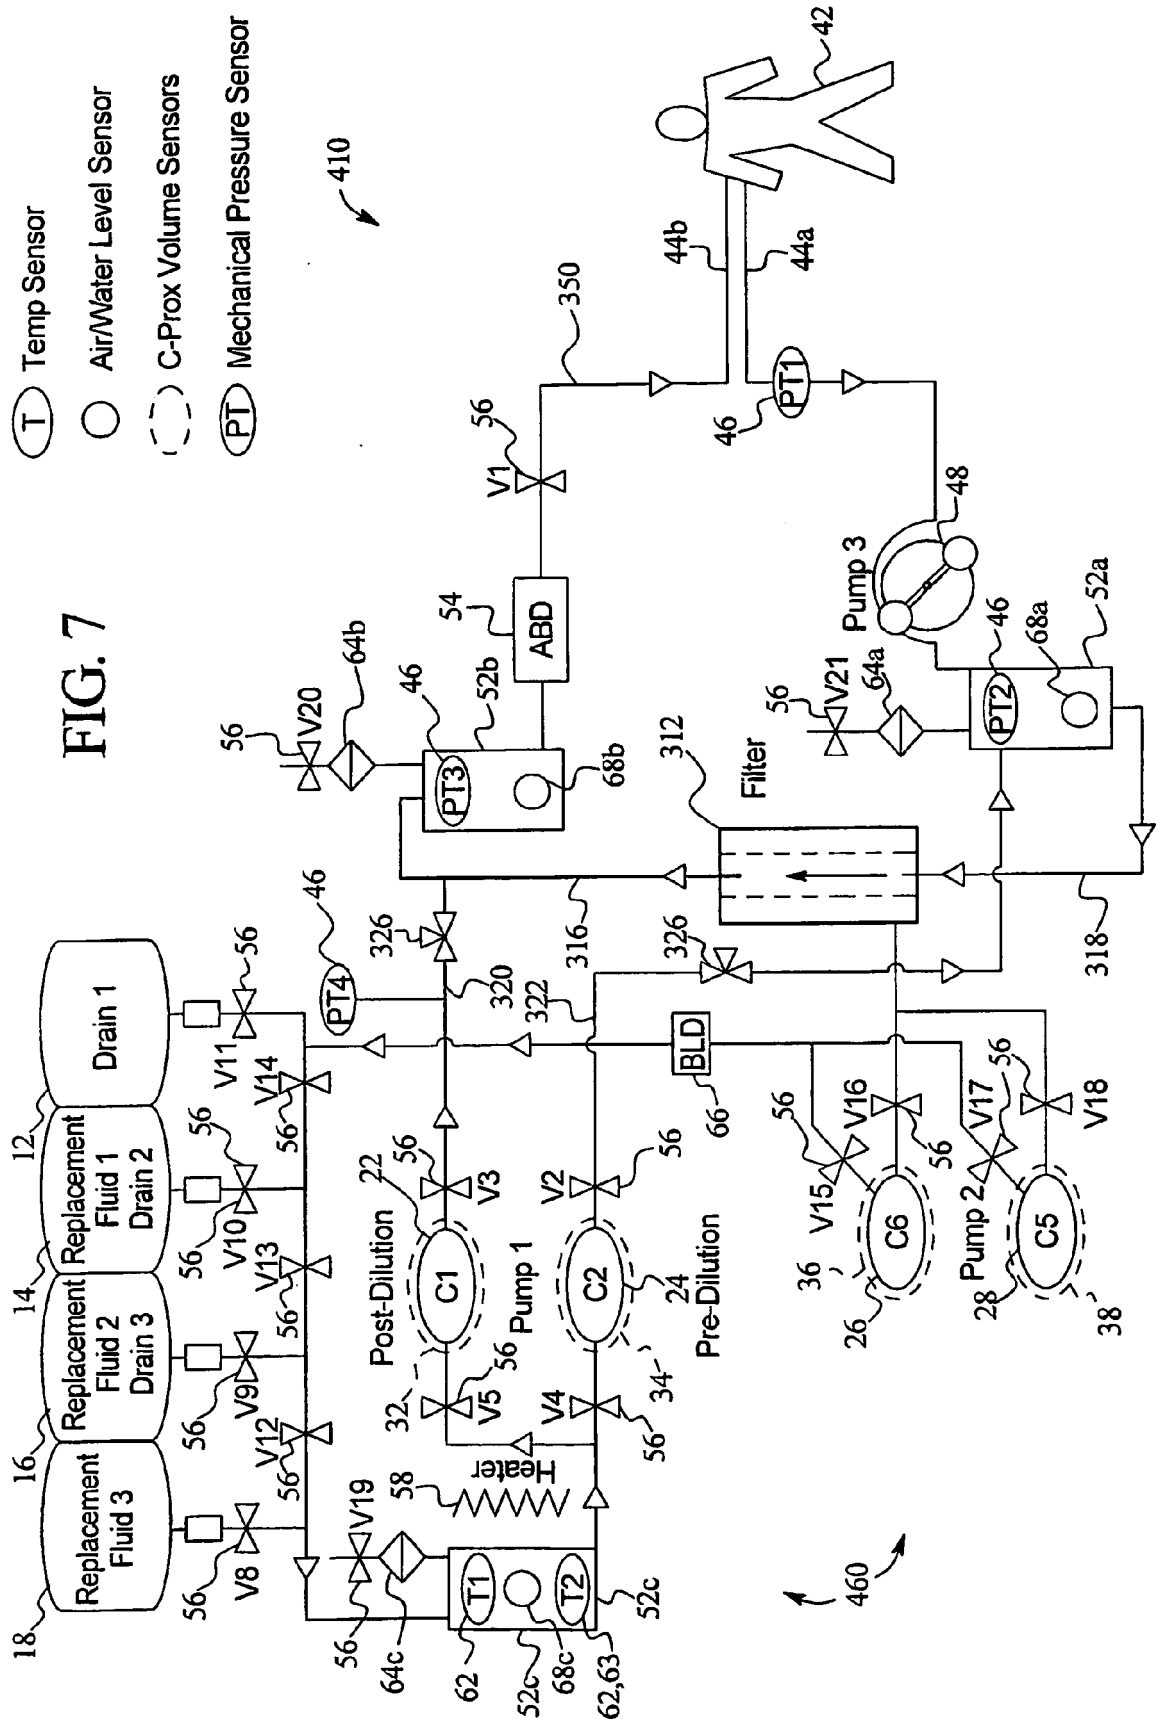 FIG. 7
T Temp Sensor
Air/Water Level Sensor
C-Prox Volume Sensors
PT Mechanical Pressure Sensor
410
18
Replacement
Fluid 3
16
Replacement
Fluid 2
Drain 3
14
Replacement
Fluid 1
Drain 2
12
Drain 1
56
V8
56
V9
56
V10
56
V11
56
V12
56
V13
56
V14
56
56
V19
64c
62
T1
T2
52c
68c
62,63
52c
58
Heater
460
Post-Dilution
32
C1
22
V5
56
V3
56
Pump 1
C2
24
34
V4
56
V2
56
Pre-Dilution
PT4
46
320
326
322
326
316
BLD
66
V15
56
V16
56
V17
56
V18
36
C6
26
Pump 2
28
C5
38
56
V20
64b
46
PT3
52b
68b
54
ABD
V1
56
350
44b
44a
42
46
PT1
Pump 3
48
312
Filter
318
56
V21
64a
46
PT2
68a
52a